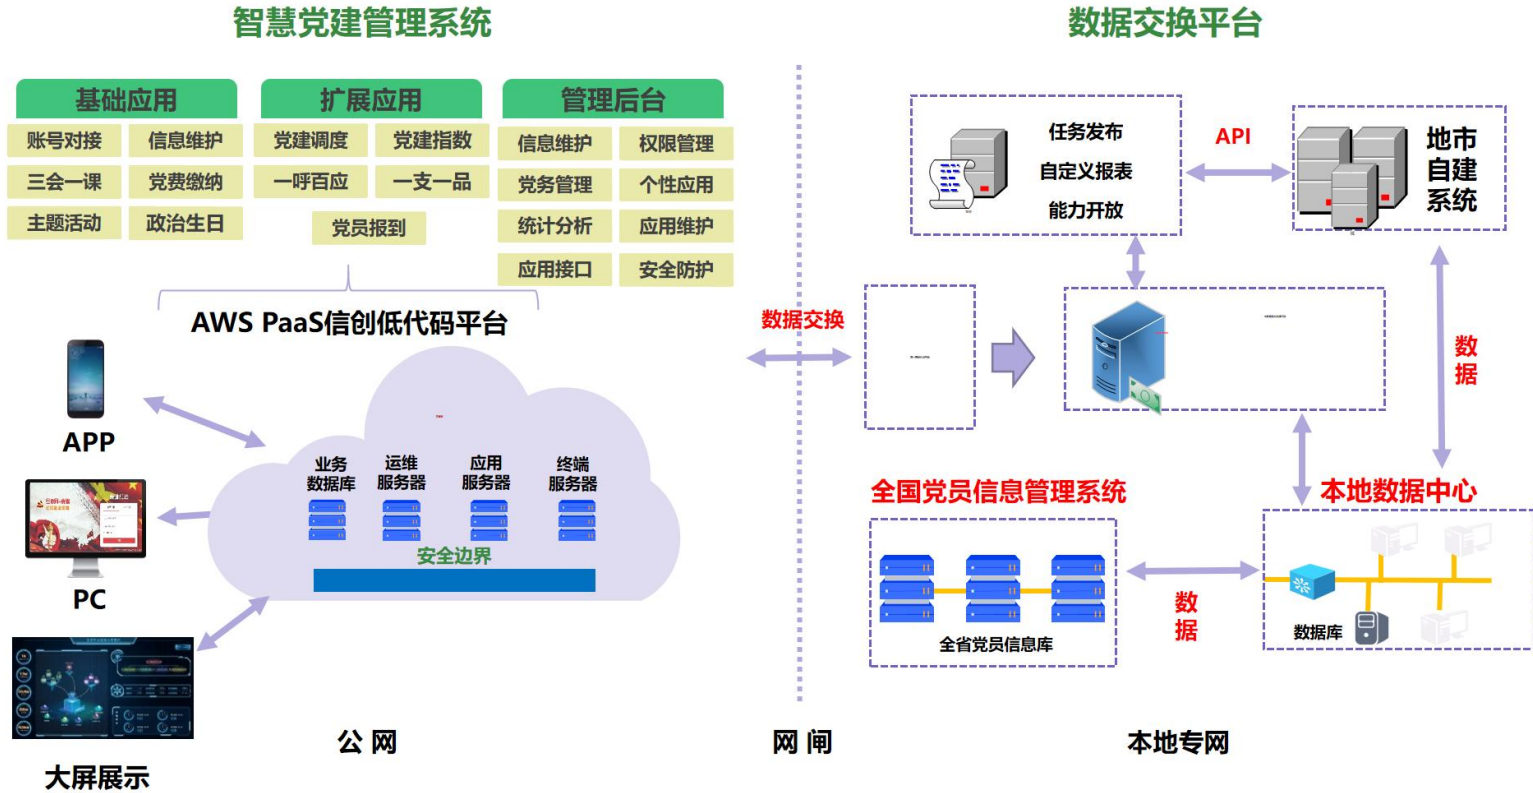 智慧党建管理系统
数据交换平台
基础应用
账号对接
信息维护
三会一课
党费缴纳
主题活动
政治生日
扩展应用
党建调度
党建指数
一呼百应
一支一品
党员报到
管理后台
信息维护
权限管理
党务管理
个性应用
统计分析
应用维护
应用接口
安全防护
AWS PaaS信创低代码平台
APP
PC
大屏展示
业务
数据库
运维
服务器
应用
服务器
终端
服务器
安全边界
数据交换
任务发布
自定义报表
能力开放
API
地市
自建
系统
数
据
全国党员信息管理系统
全省党员信息库
数
据
本地数据中心
数据库
公 网
网 闸
本地专网